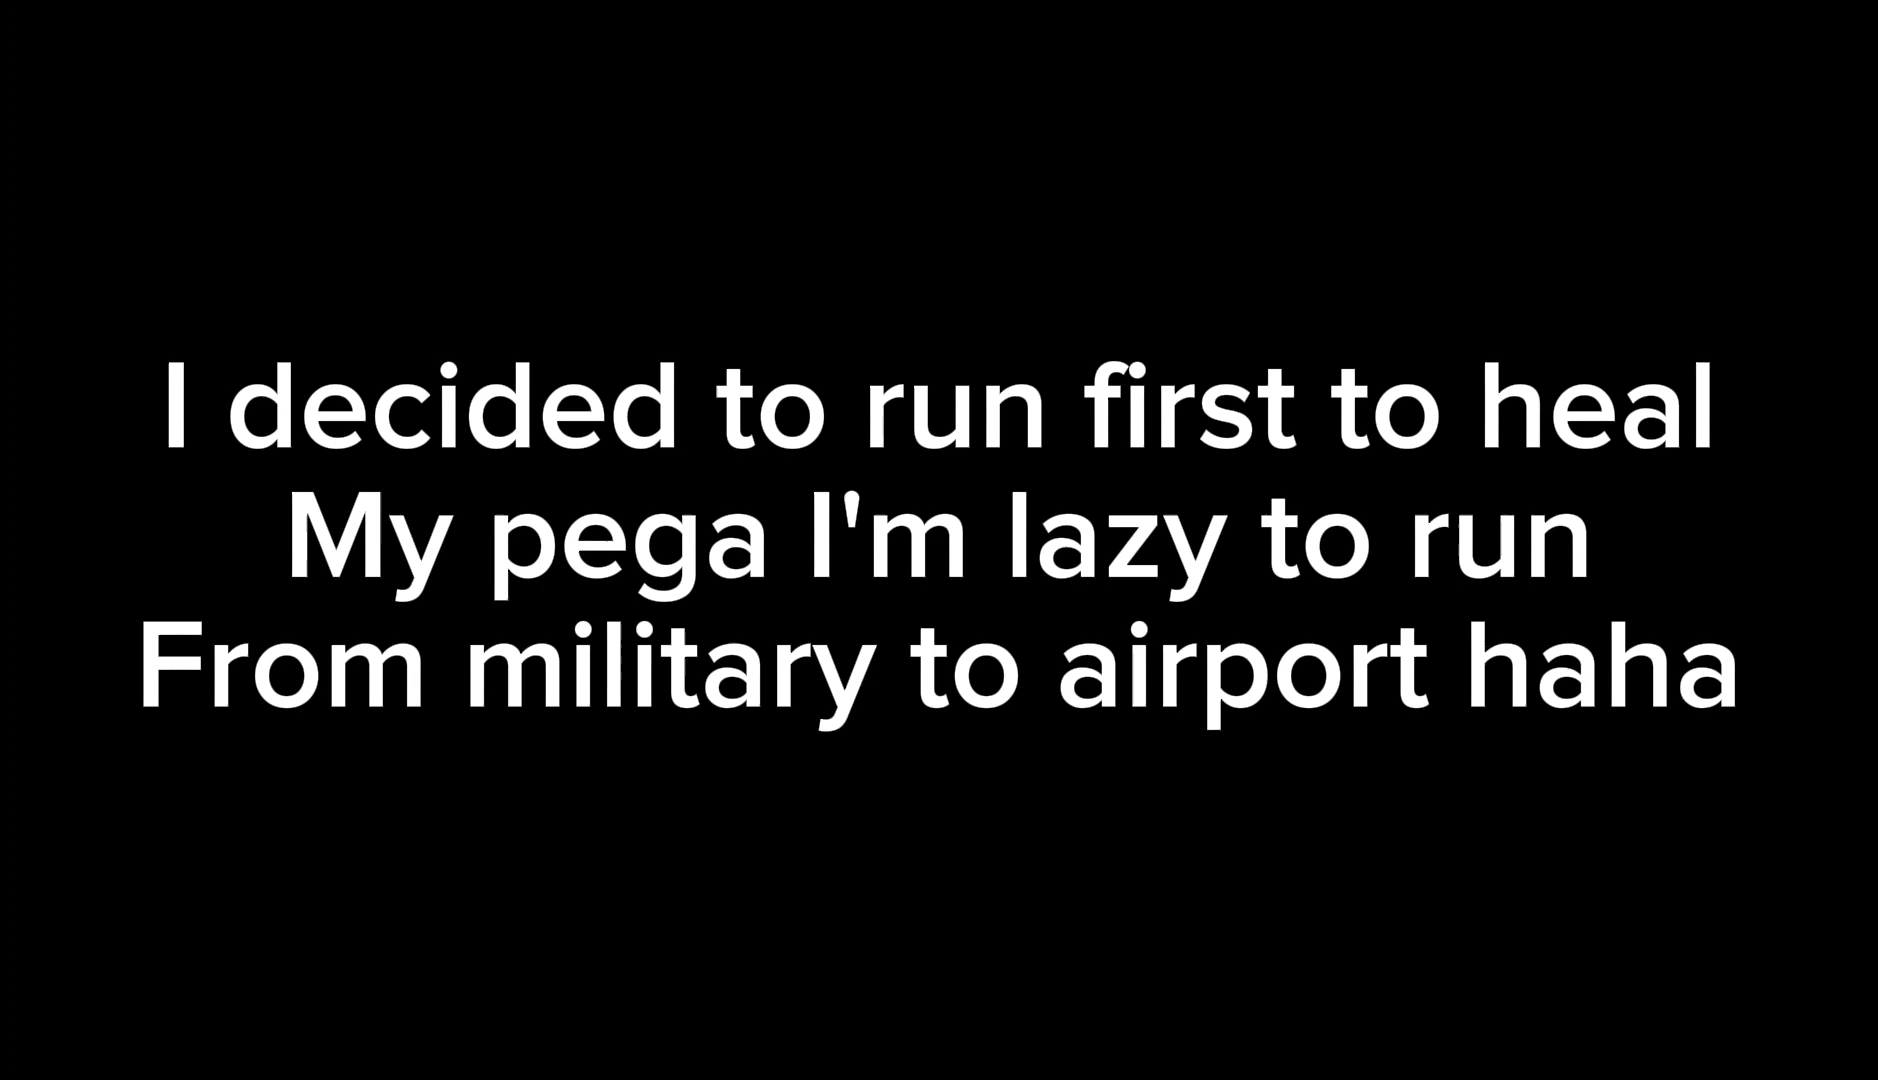 I decided to run first to heal
My pega I'm lazy to run
From military to airport haha